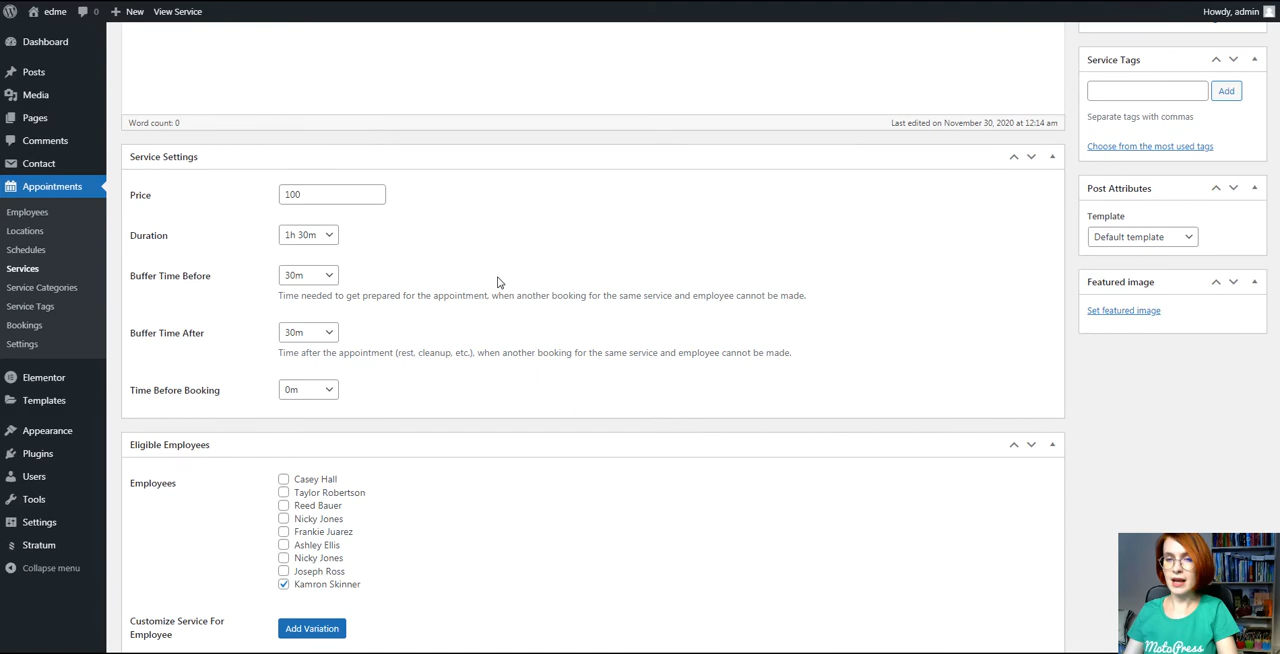 edme
0
New
View Service
Howdy, admin
Dashboard
Posts
Media
Pages
Comments
Contact
Appointments
Employees
Locations
Schedules
Services
Service Categories
Service Tags
Bookings
Settings
Elementor
Templates
Appearance
Plugins
Users
Tools
Settings
Stratum
Collapse menu
Word count: 0
Last edited on November 30, 2020 at 12:14 am
Service Settings
Price
100
Duration
1h 30m
Buffer Time Before
30m
Time needed to get prepared for the appointment, when another booking for the same service and employee cannot be made.
Buffer Time After
30m
Time after the appointment (rest, cleanup, etc.), when another booking for the same service and employee cannot be made.
Time Before Booking
0m
Eligible Employees
Employees
Casey Hall
Taylor Robertson
Reed Bauer
Nicky Jones
Frankie Juarez
Ashley Ellis
Nicky Jones
Joseph Ross
Kamron Skinner
Customize Service For
Employee
Add Variation
Service Tags
Add
Separate tags with commas
Choose from the most used tags
Post Attributes
Template
Default template
Featured image
Set featured image
MotoPress